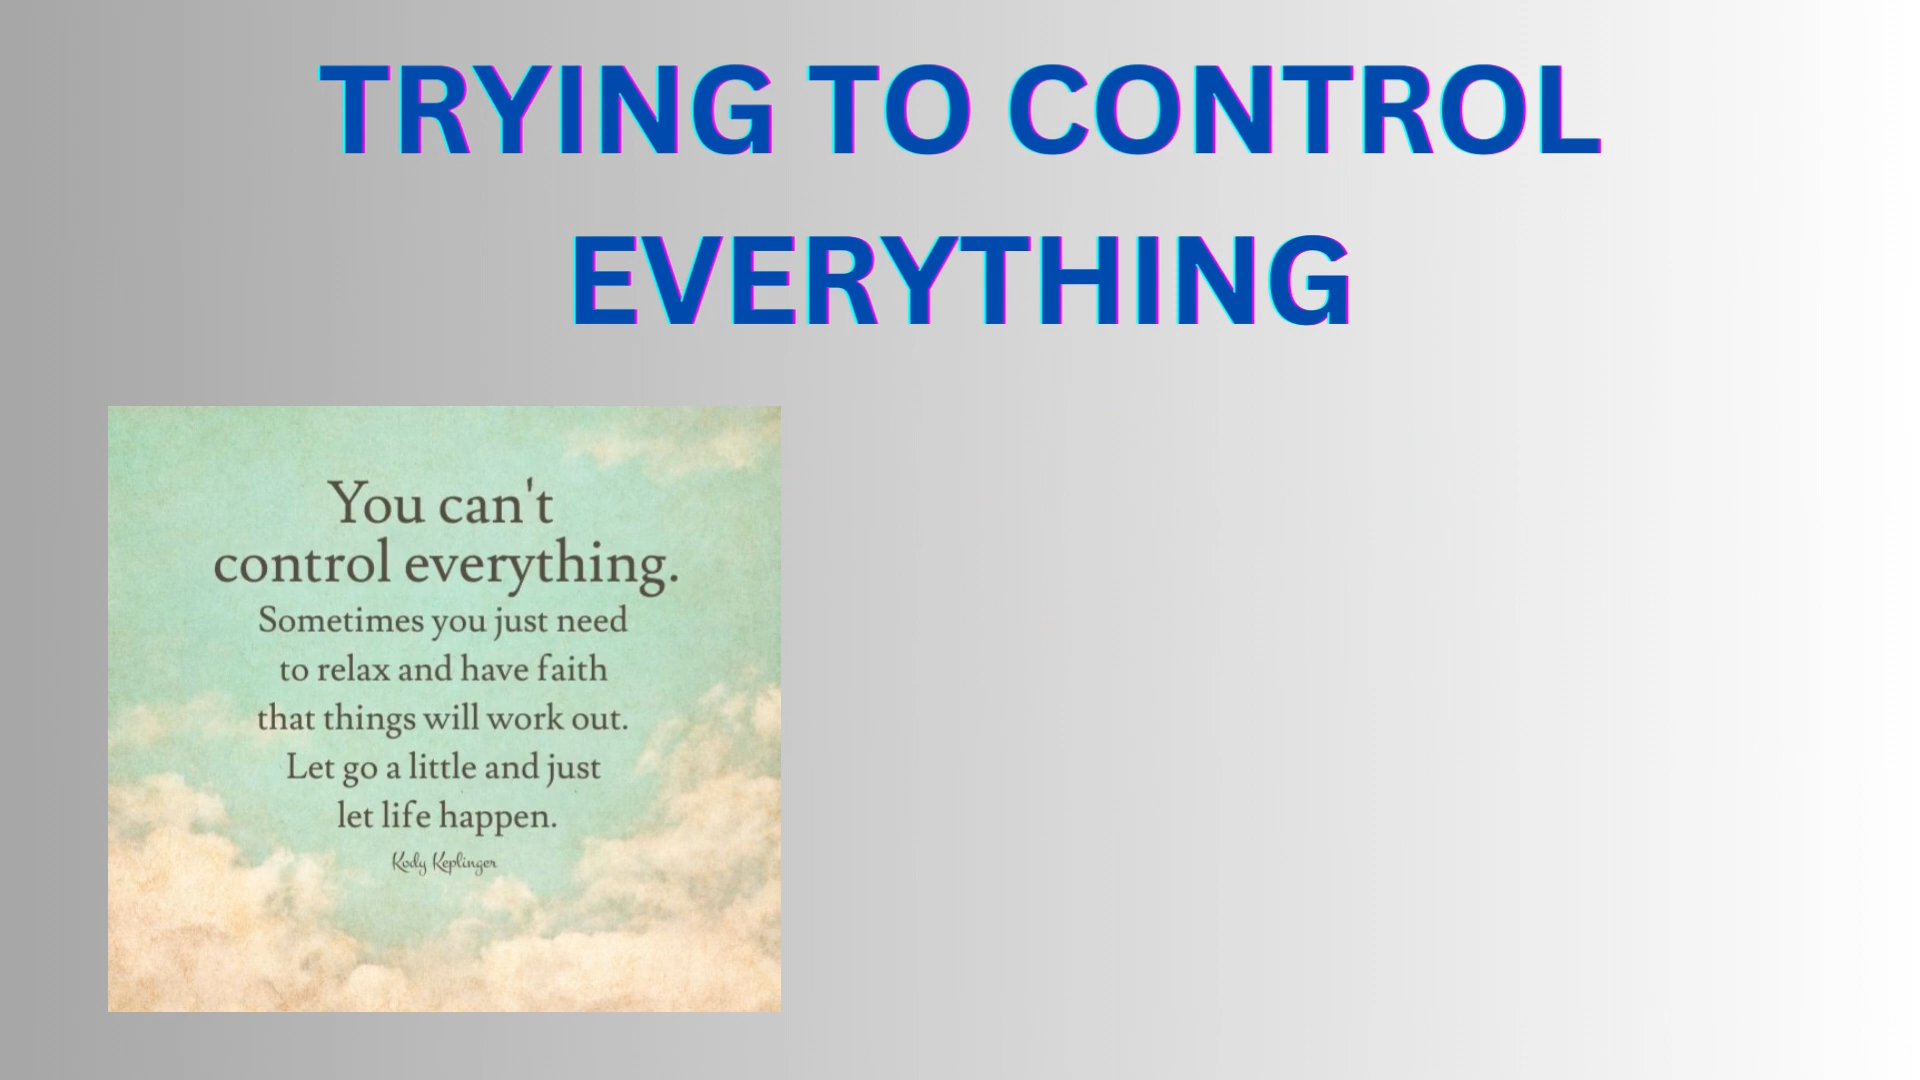 TRYING TO CONTROL
EVERYTHING
You can't
control everything.
Sometimes you just need
to relax and have faith
that things will work out.
Let go a little and just
let life happen.
Kody Keplinger